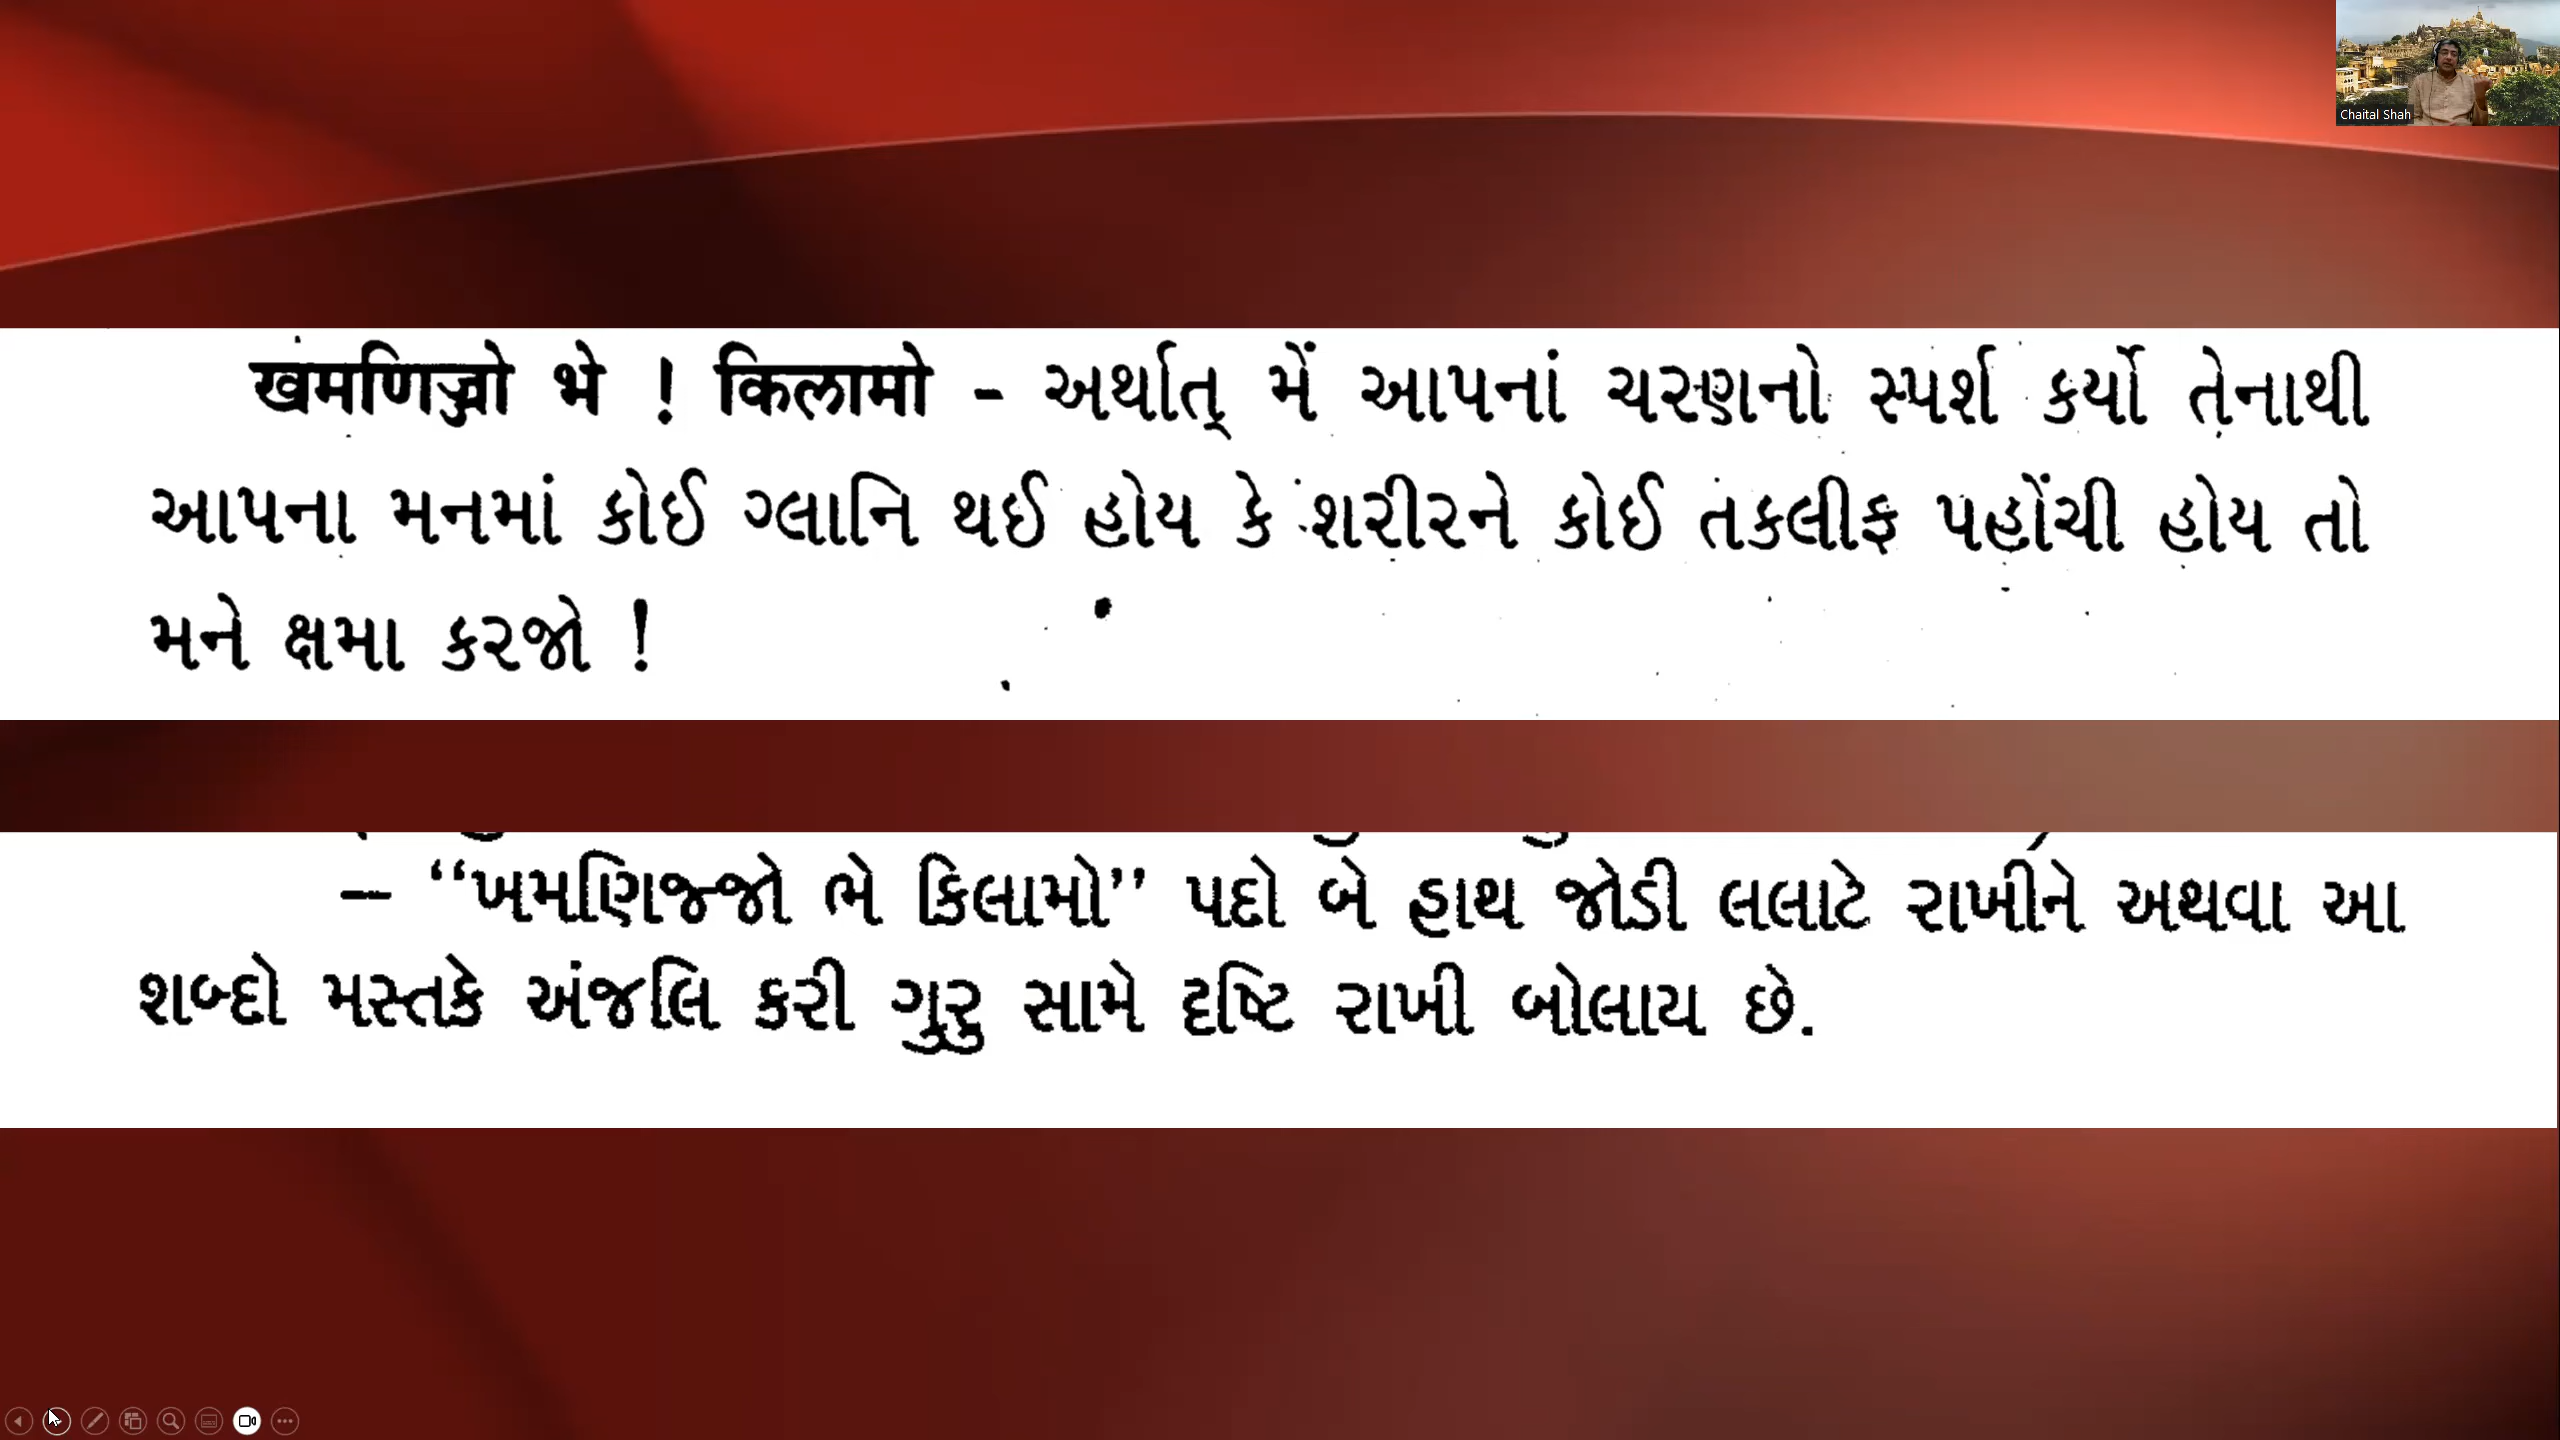 Chaital Shah
खमणिज्जो भे ! किलामो - અર્થાત્ મેં આપનાં ચરણનો સ્પર્શ કર્યો તેનાથી
આપના મનમાં કોઈ ગ્લાનિ થઈ હોય કે શરીરને કોઈ તકલીફ પહોંચી હોય તો
મને ક્ષમા કરજો !
– “ખમણિજ્જો ભે કિલામો” પદો બે હાથ જોડી લલાટે રાખીને અથવા આ
શબ્દો મસ્તકે અંજલિ કરી ગુરુ સામે દૃષ્ટિ રાખી બોલાય છે.